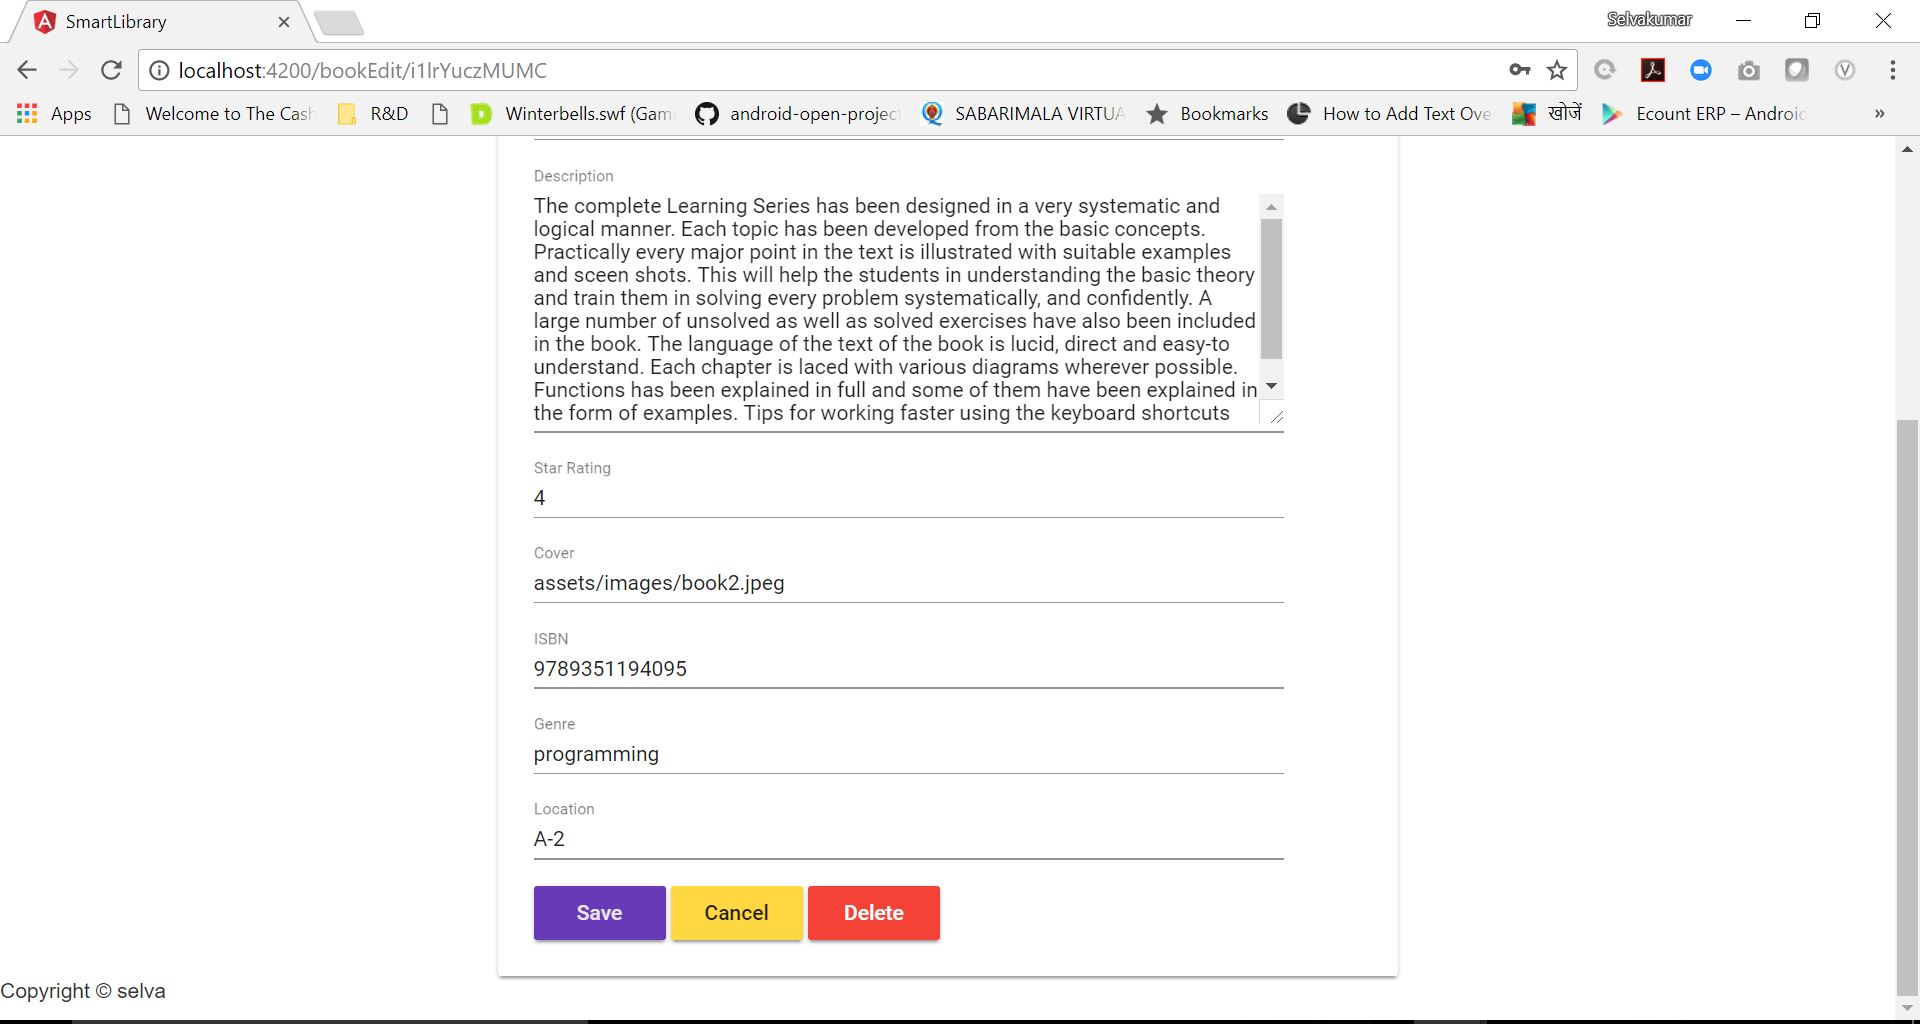 SmartLibrary
Selvakumar
localhost:4200/bookEdit/i1lrYuczMUMC
Apps
Welcome to The Cash
R&D
Winterbells.swf (Gam
android-open-projec
SABARIMALA VIRTUA
Bookmarks
How to Add Text Ove
खोजें
Ecount ERP – Androic
»
Description
The complete Learning Series has been designed in a very systematic and
logical manner. Each topic has been developed from the basic concepts.
Practically every major point in the text is illustrated with suitable examples
and sceen shots. This will help the students in understanding the basic theory
and train them in solving every problem systematically, and confidently. A
large number of unsolved as well as solved exercises have also been included
in the book. The language of the text of the book is lucid, direct and easy-to
understand. Each chapter is laced with various diagrams wherever possible.
Functions has been explained in full and some of them have been explained in
the form of examples. Tips for working faster using the keyboard shortcuts
Star Rating
4
Cover
assets/images/book2.jpeg
ISBN
9789351194095
Genre
programming
Location
A-2
Save
Cancel
Delete
Copyright © selva